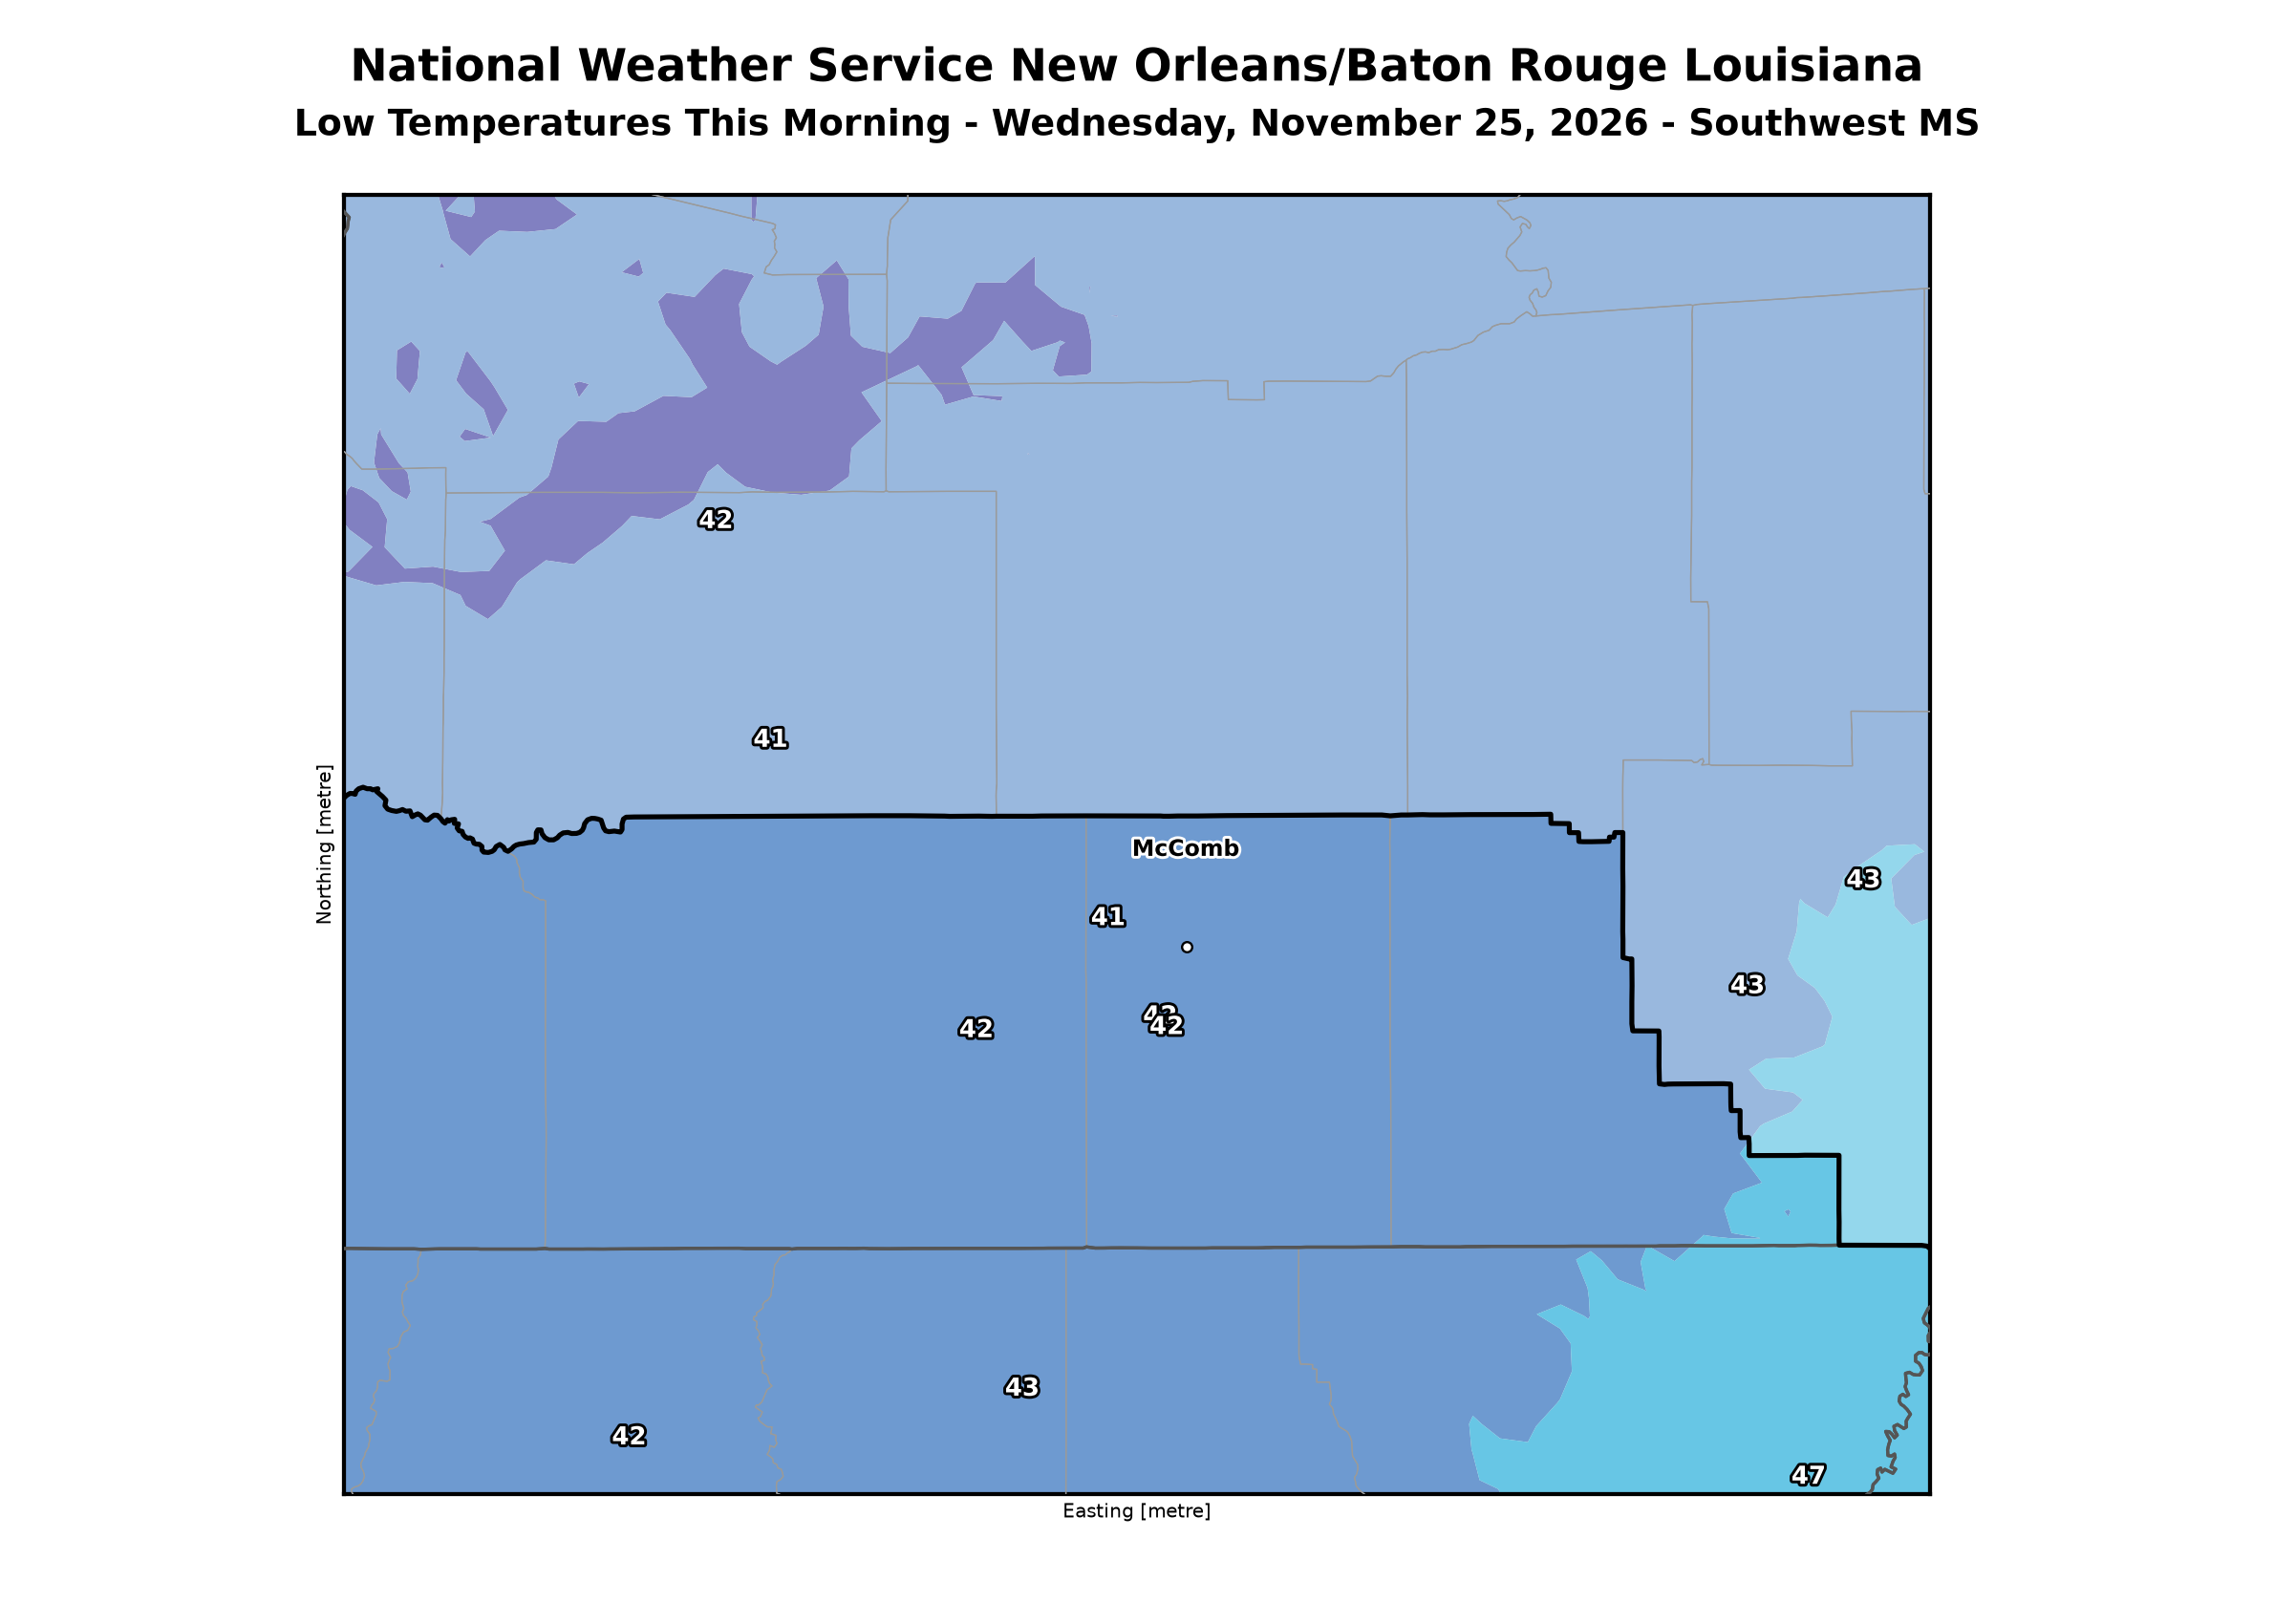 National Weather Service New Orleans/Baton Rouge Louisiana
Low Temperatures This Morning - Wednesday, November 25, 2026 - Southwest MS
42
41
McComb
43
41
43
42
42
42
43
42
47
Northing [metre]
Easting [metre]